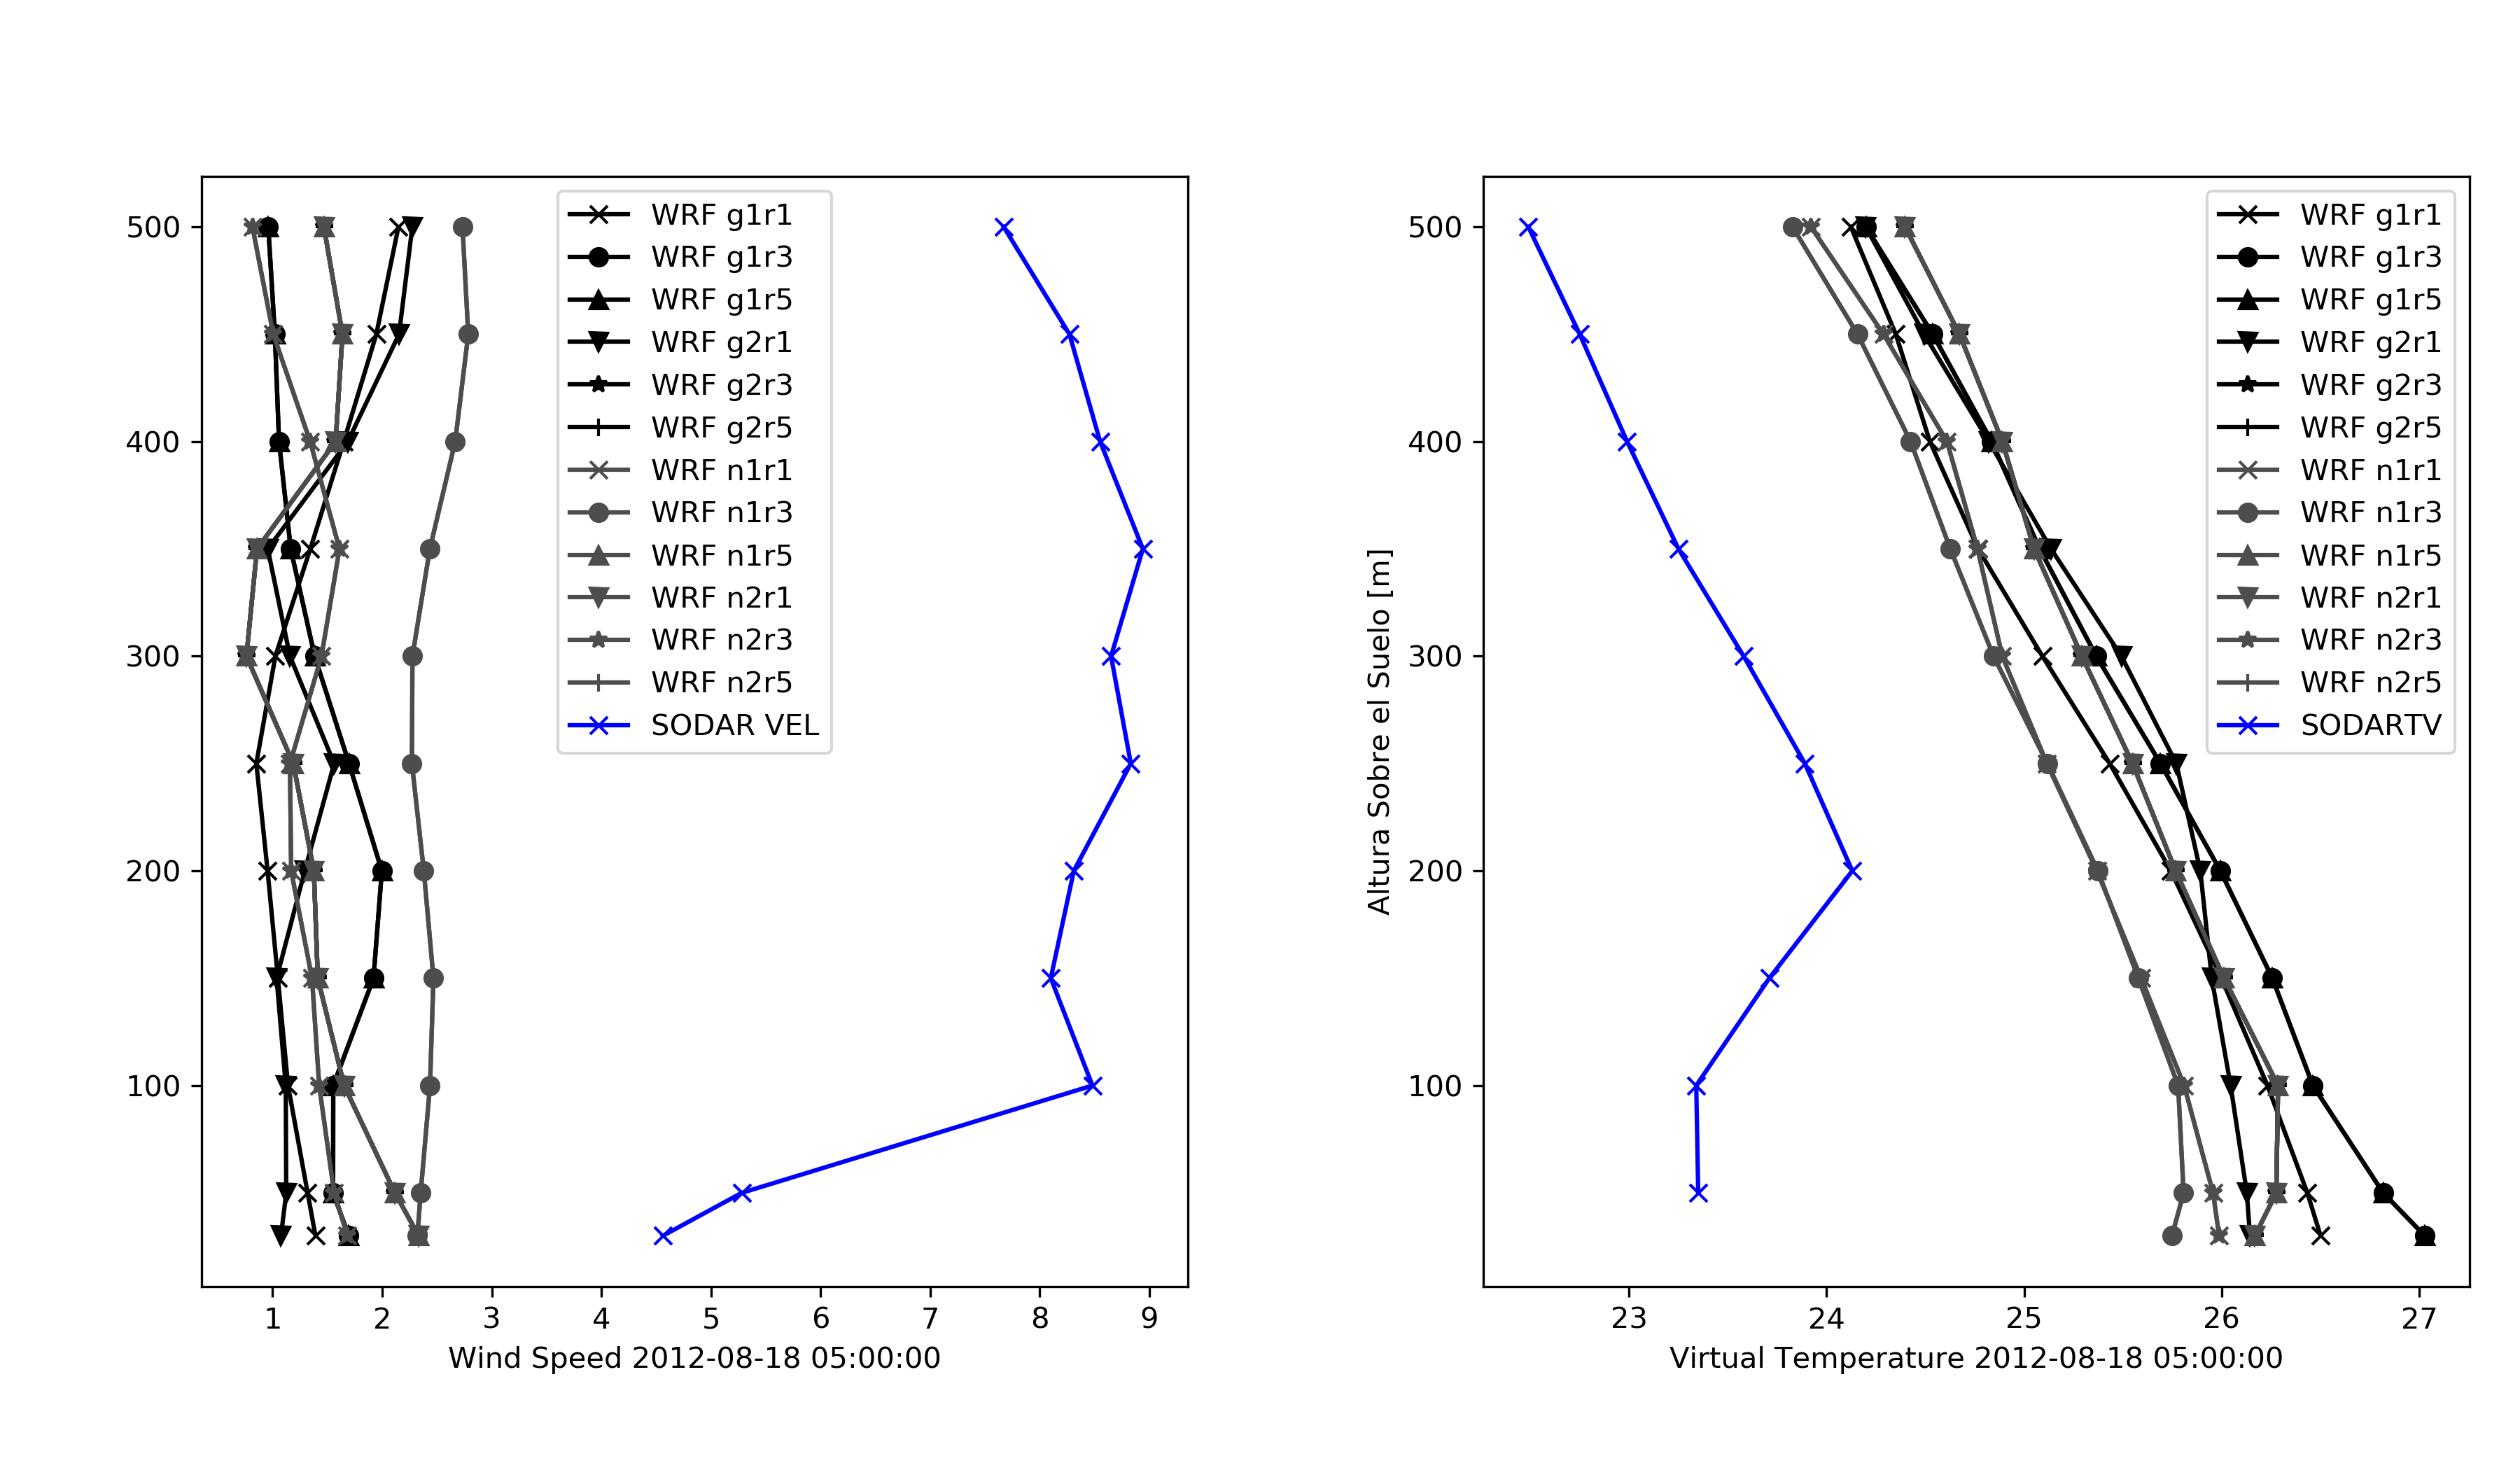 500
400
300
200
100
1 2 3 4 5 6 7 8 9
Wind Speed 2012-08-18 05:00:00
WRF g1r1
WRF g1r3
WRF g1r5
WRF g2r1
WRF g2r3
WRF g2r5
WRF n1r1
WRF n1r3
WRF n1r5
WRF n2r1
WRF n2r3
WRF n2r5
SODAR VEL
Altura Sobre el Suelo [m]
500
400
300
200
100
23 24 25 26 27
Virtual Temperature 2012-08-18 05:00:00
WRF g1r1
WRF g1r3
WRF g1r5
WRF g2r1
WRF g2r3
WRF g2r5
WRF n1r1
WRF n1r3
WRF n1r5
WRF n2r1
WRF n2r3
WRF n2r5
SODARTV